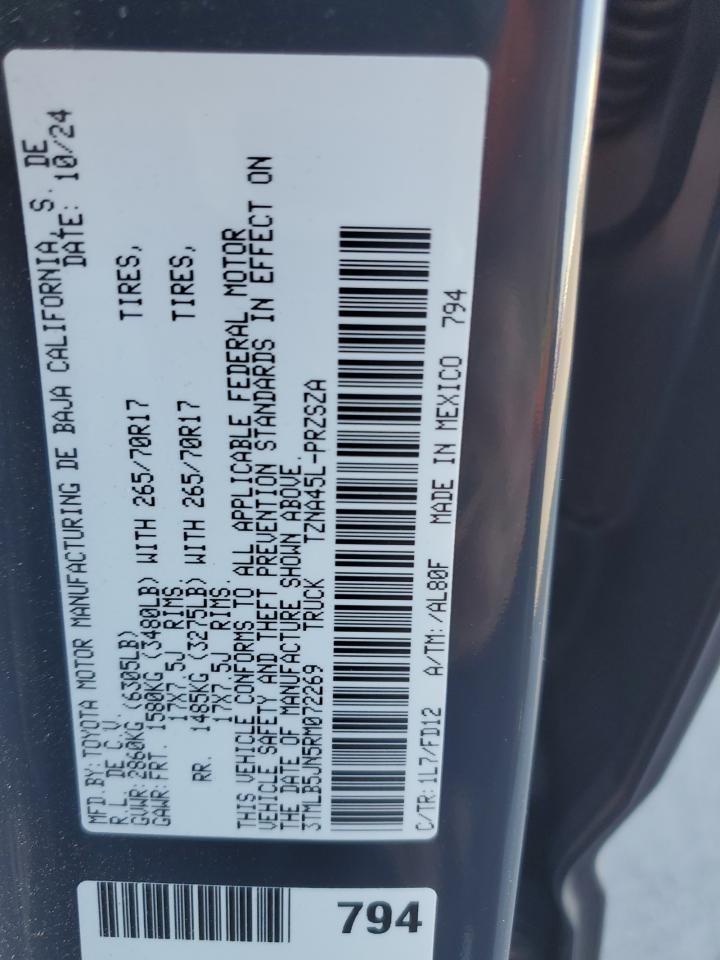 MFD.BY: TOYOTA MOTOR MANUFACTURING DE BAJA CALIFORNIA, S. DE
R.L. DE C.V. DATE: 10/24
GVWR: 2860KG (6305LB)
GAWR: FRT. 1580KG (3480LB) WITH 265/70R17 TIRES,
17X7.5J RIMS.
RR. 1485KG (3275LB) WITH 265/70R17 TIRES,
17X7.5J RIMS.
THIS VEHICLE CONFORMS TO ALL APPLICABLE FEDERAL MOTOR
VEHICLE SAFETY AND THEFT PREVENTION STANDARDS IN EFFECT ON
THE DATE OF MANUFACTURE SHOWN ABOVE.
3TMLB5JN5RM072269 TRUCK TZNA45L-PRZSZA
C/TR: 1L7/FD12 A/TM: /AL80F MADE IN MEXICO 794
794